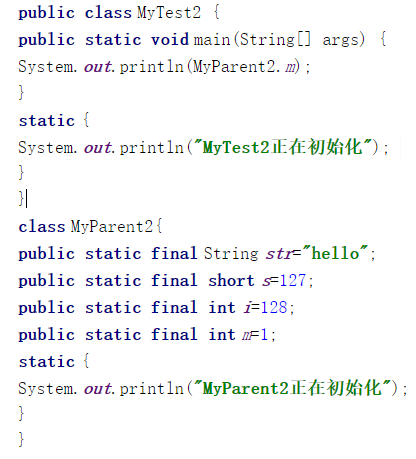 public class MyTest2 {
public static void main(String[] args) {
System.out.println(MyParent2.m);
}
static {
System.out.println("MyTest2正在初始化");
}
}
class MyParent2{
public static final String str="hello";
public static final short s=127;
public static final int i=128;
public static final int m=1;
static {
System.out.println("MyParent2正在初始化");
}
}